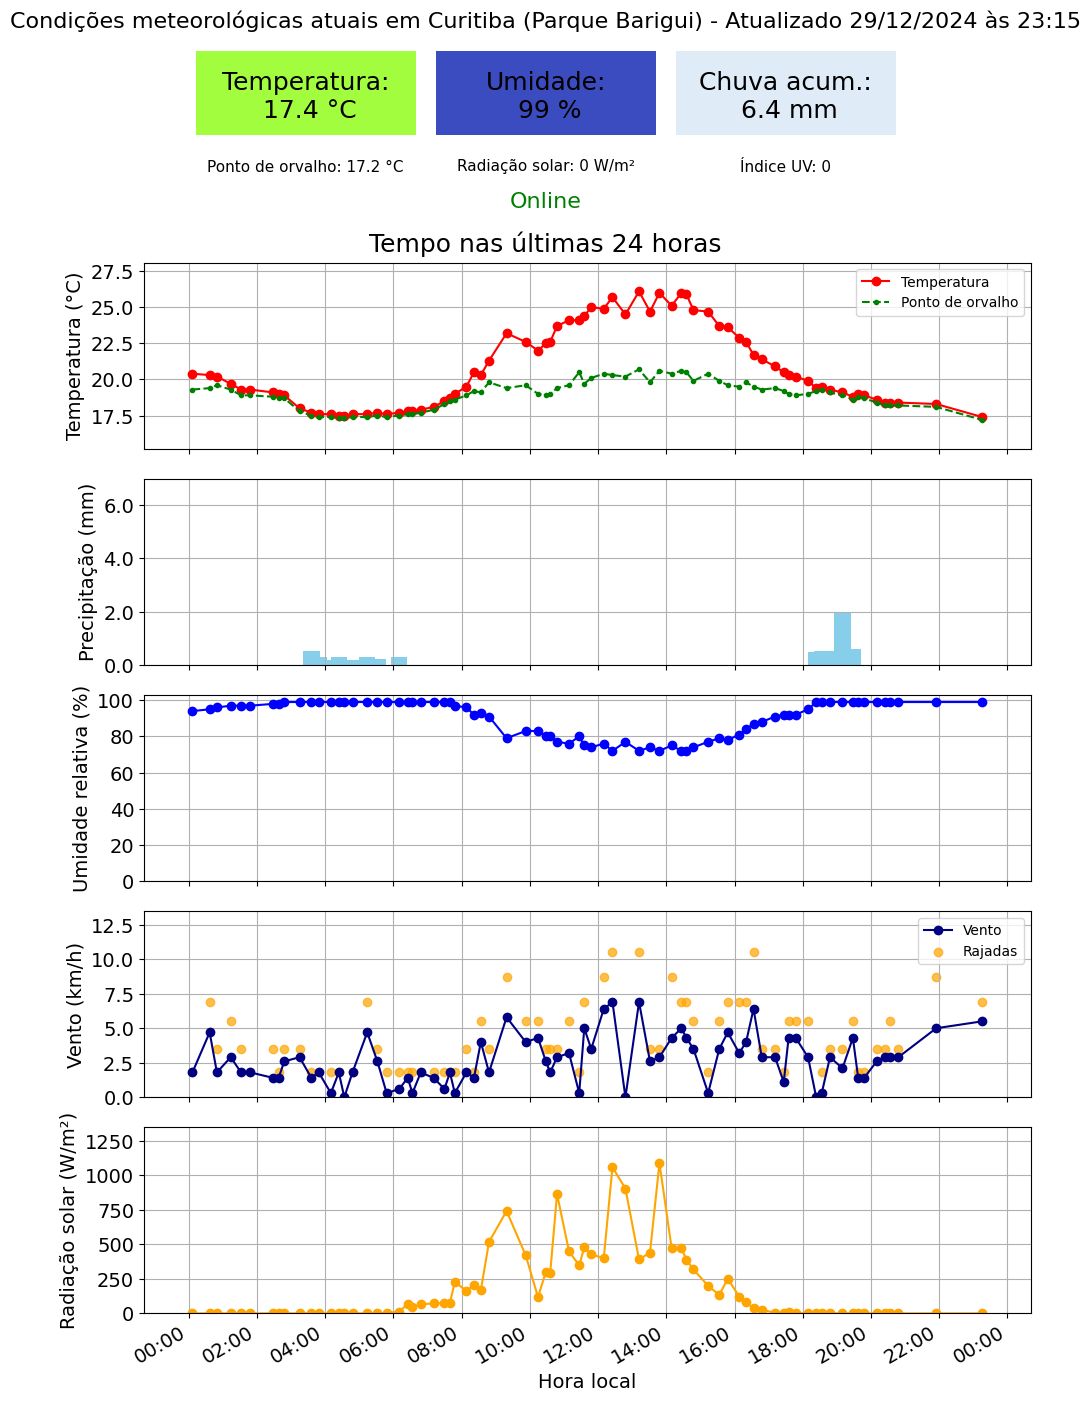 Condições meteorológicas atuais em Curitiba (Parque Barigui) - Atualizado 29/12/2024 às 23:15
Temperatura:
17.4 °C
Umidade:
99 %
Chuva acum.:
6.4 mm
Ponto de orvalho: 17.2 °C
Radiação solar: 0 W/m²
Índice UV: 0
Online
Tempo nas últimas 24 horas
Temperatura (°C)
27.5
25.0
22.5
20.0
17.5
Temperatura
Ponto de orvalho
Precipitação (mm)
6.0
4.0
2.0
0.0
Umidade relativa (%)
100
80
60
40
20
0
Vento (km/h)
12.5
10.0
7.5
5.0
2.5
0.0
Vento
Rajadas
Radiação solar (W/m²)
1250
1000
750
500
250
0
00:00
02:00
04:00
06:00
08:00
10:00
12:00
14:00
16:00
18:00
20:00
22:00
00:00
Hora local